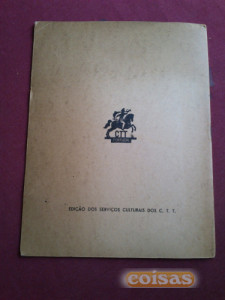 CTT
EDIÇÃO DOS SERVIÇOS CULTURAIS DOS C. T. T.
coisas